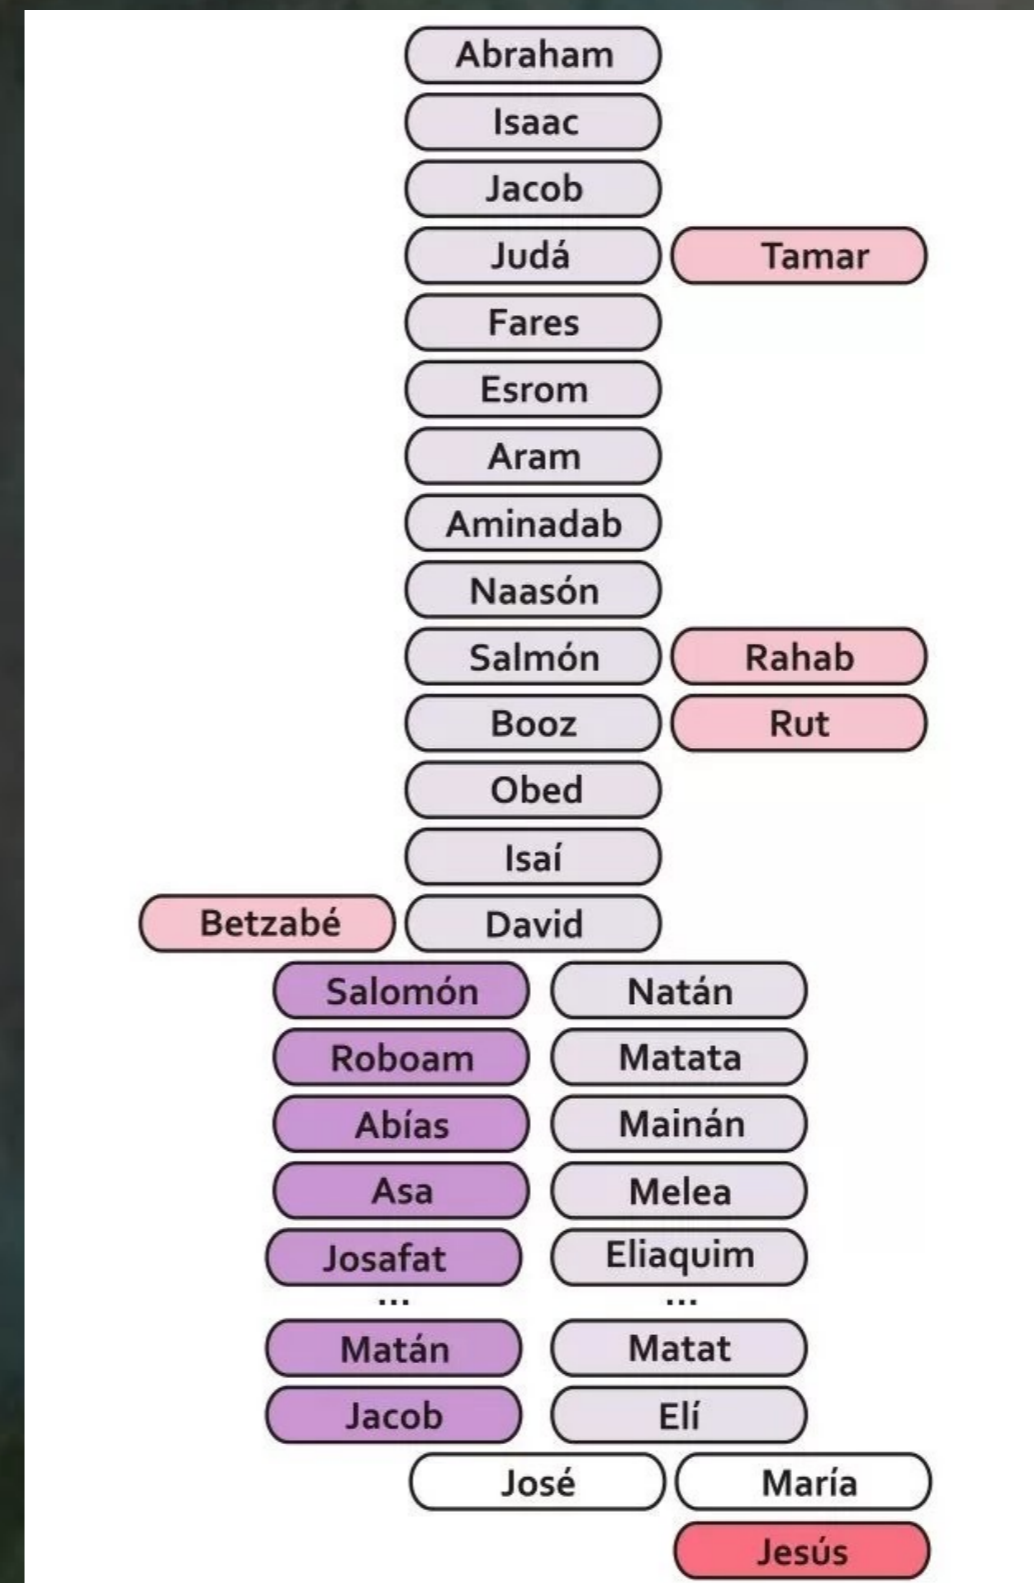 Abraham
Isaac
Jacob
Judá Tamar
Fares
Esrom
Aram
Aminadab
Naasón
Salmón Rahab
Booz Rut
Obed
Isaí
Betzabé David
Salomón Natán
Roboam Matata
Abías Mainán
Asa Melea
Josafat Eliaquim
... ...
Matán Matat
Jacob Elí
José María
Jesús